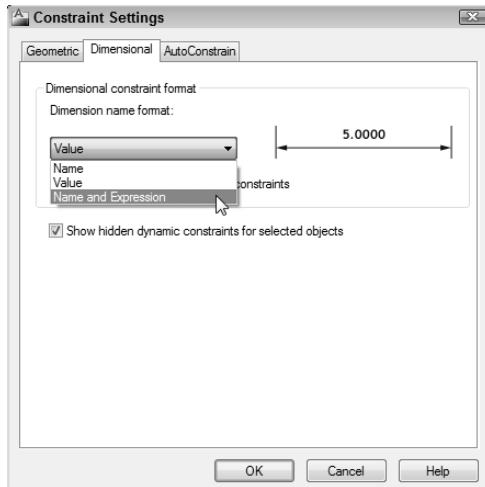 Constraint Settings
Geometric Dimensional AutoConstrain
Dimensional constraint format
Dimension name format:
Value
5.0000
Name
Value
constraints
Name and Expression
Show hidden dynamic constraints for selected objects
OK Cancel Help